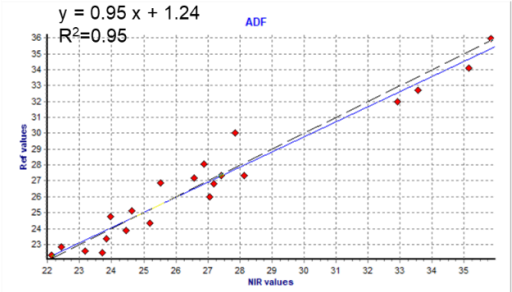 y = 0.95 x + 1.24
R²=0.95
ADF
Ref values
36
35
34
33
32
31
30
29
28
27
26
25
24
23
22 23 24 25 26 27 28 29 30 31 32 33 34 35
NIR values